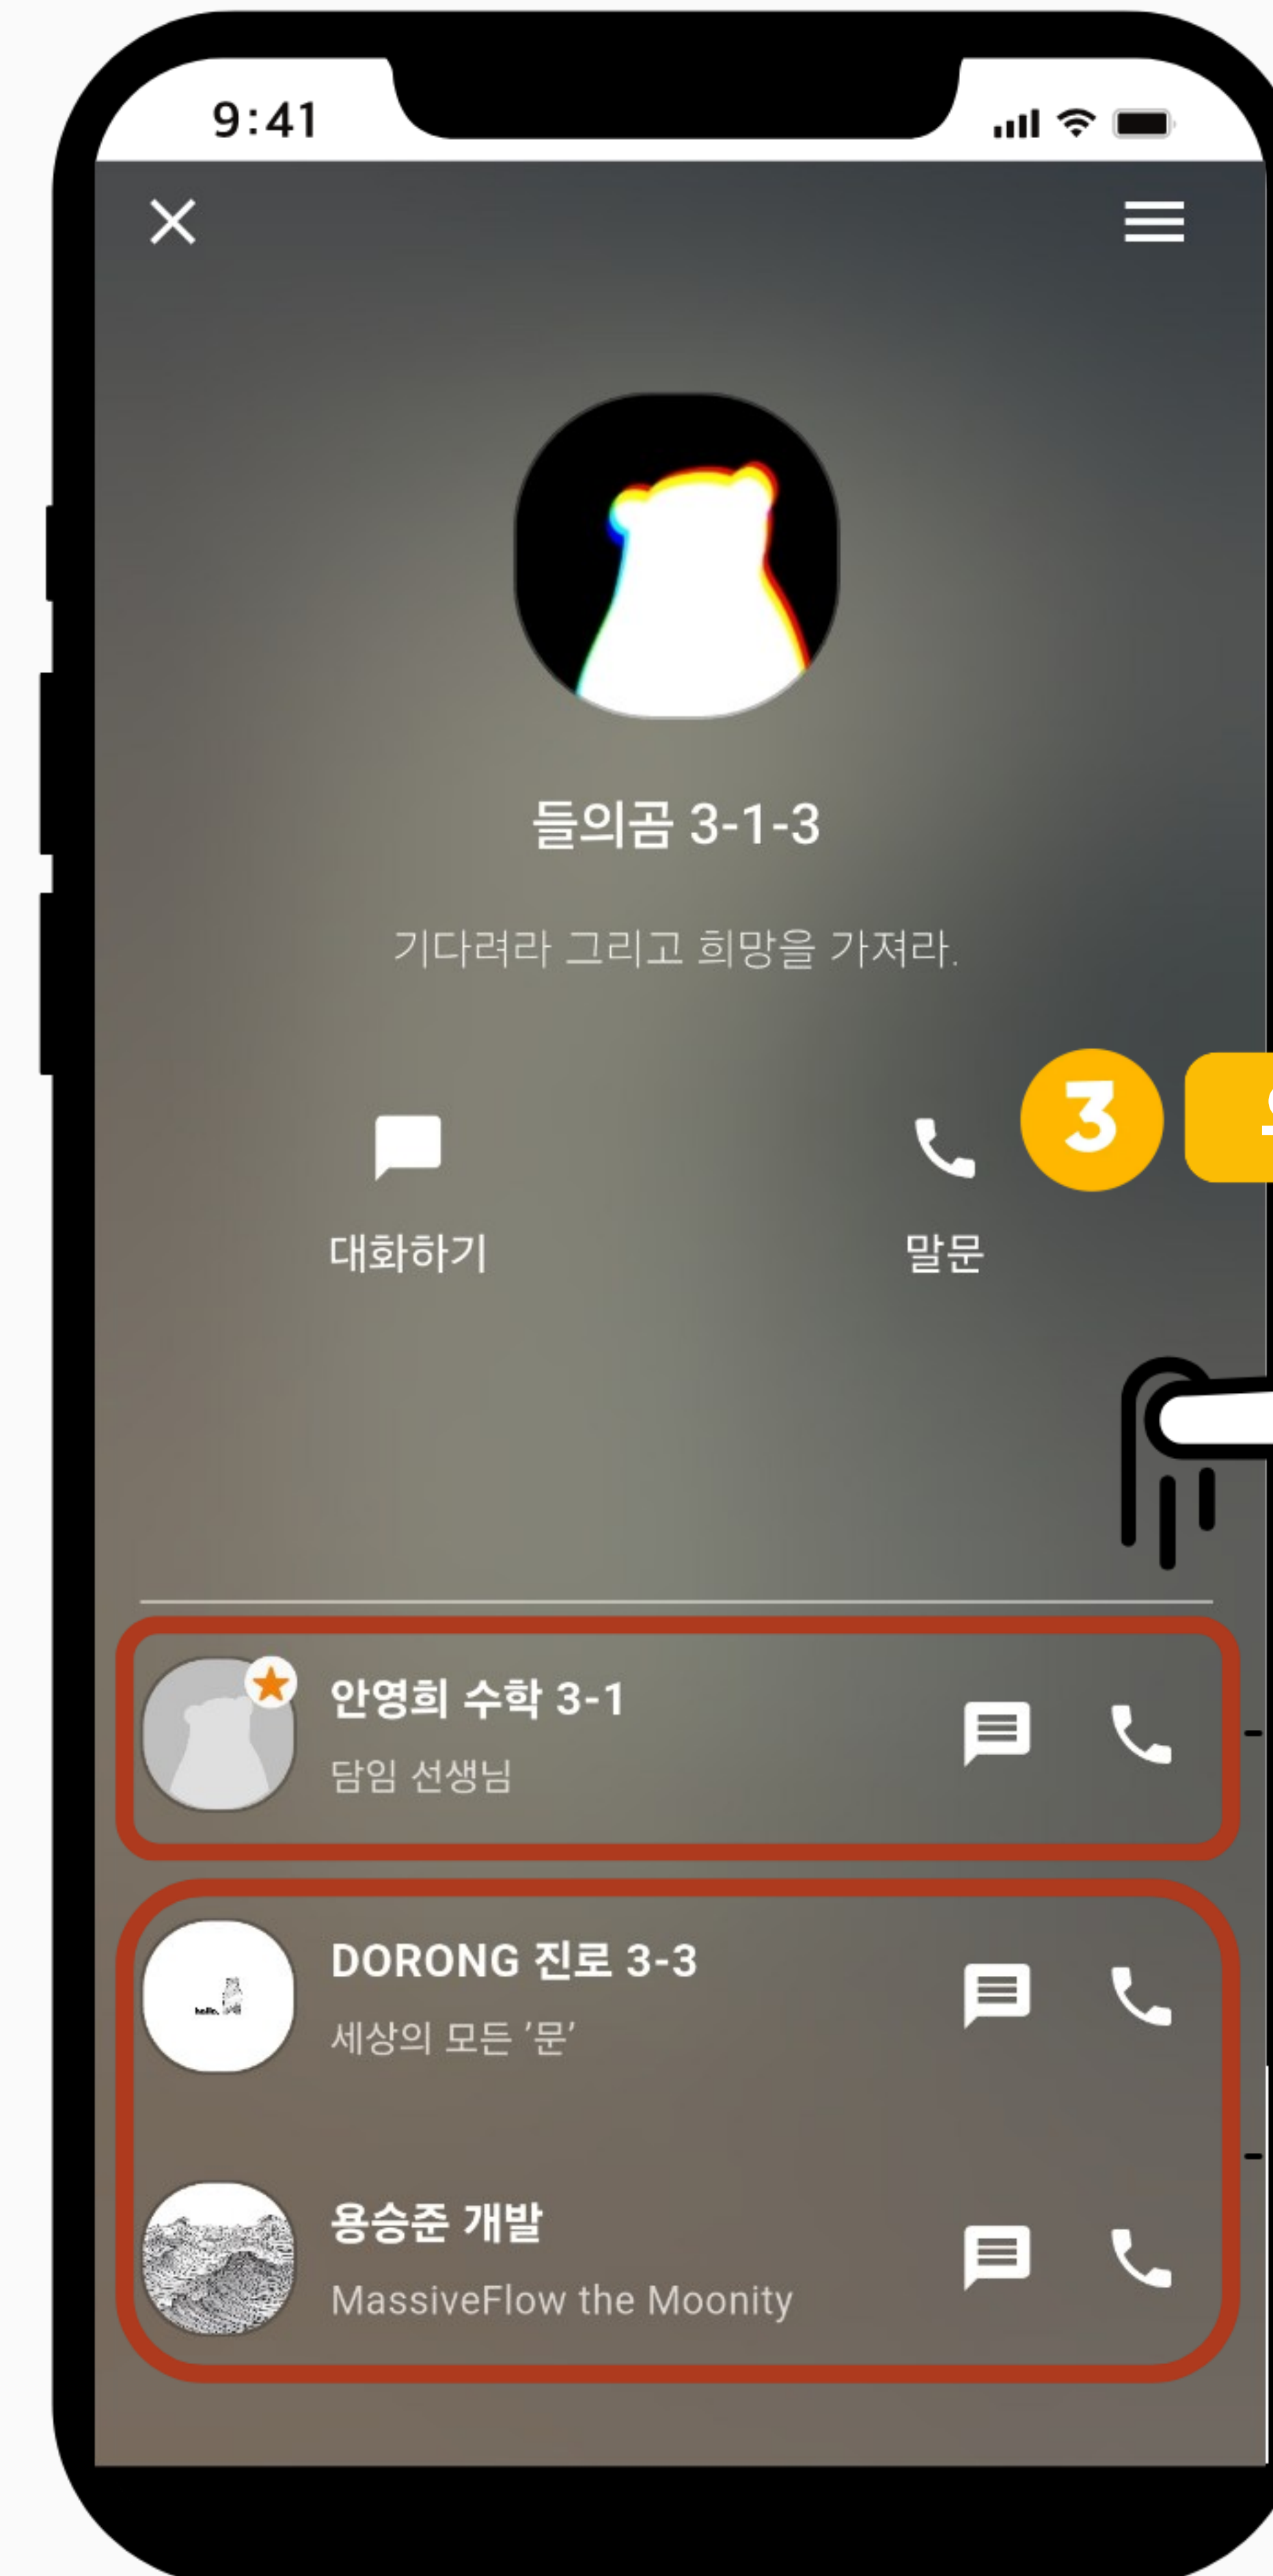 9:41
들의곰 3-1-3
기다려라 그리고 희망을 가져라.
3
대화하기
말문
안영희 수학 3-1
담임 선생님
DORONG 진로 3-3
hello.
세상의 모든 '문'
용승준 개발
MassiveFlow the Moonity